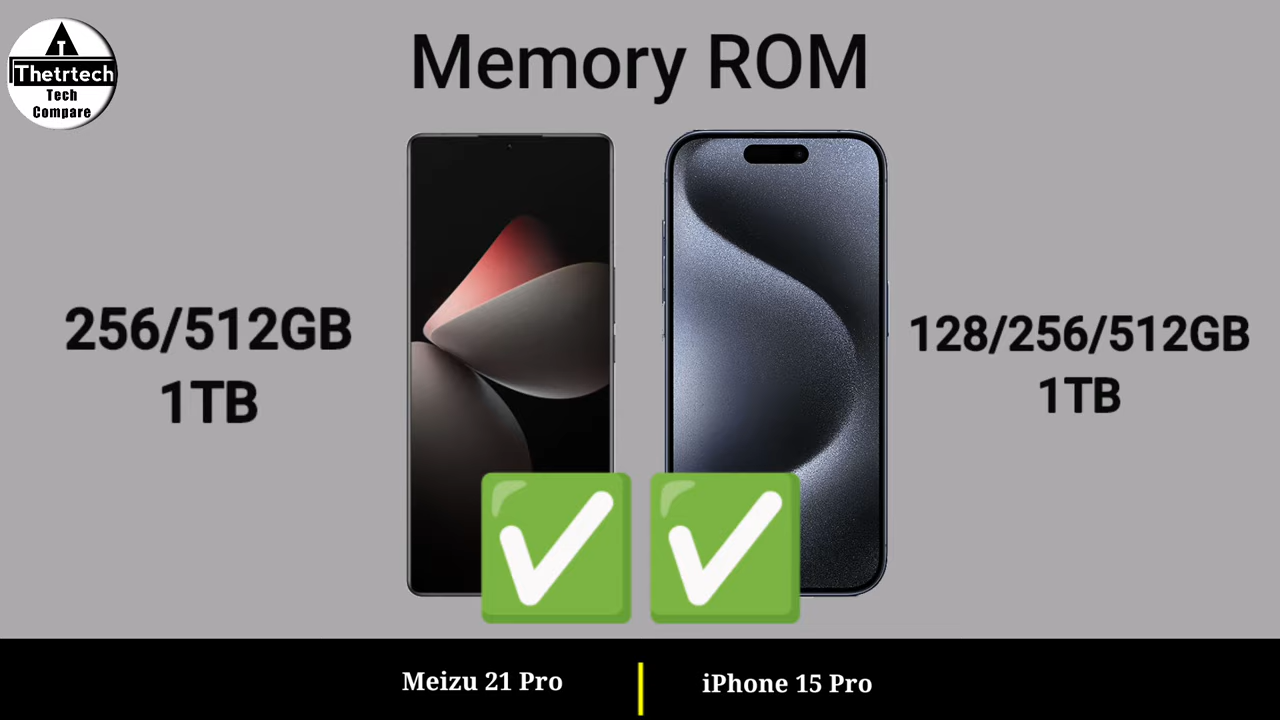 T
Thetrtech
Tech
Compare
Memory ROM
256/512GB
1TB
128/256/512GB
1TB
Meizu 21 Pro
iPhone 15 Pro